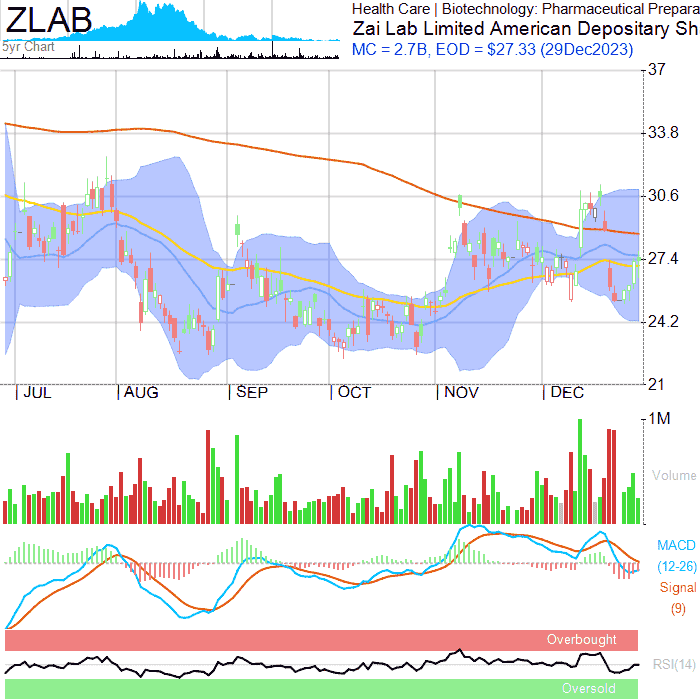 ZLAB
5yr Chart
Health Care | Biotechnology: Pharmaceutical Prepara
Zai Lab Limited American Depositary Sh
MC = 2.7B, EOD = $27.33 (29Dec2023)
37
33.8
30.6
27.4
24.2
21
JUL AUG SEP OCT NOV DEC
1M
Volume
MACD
(12-26)
Signal
(9)
Overbought
RSI(14)
Oversold